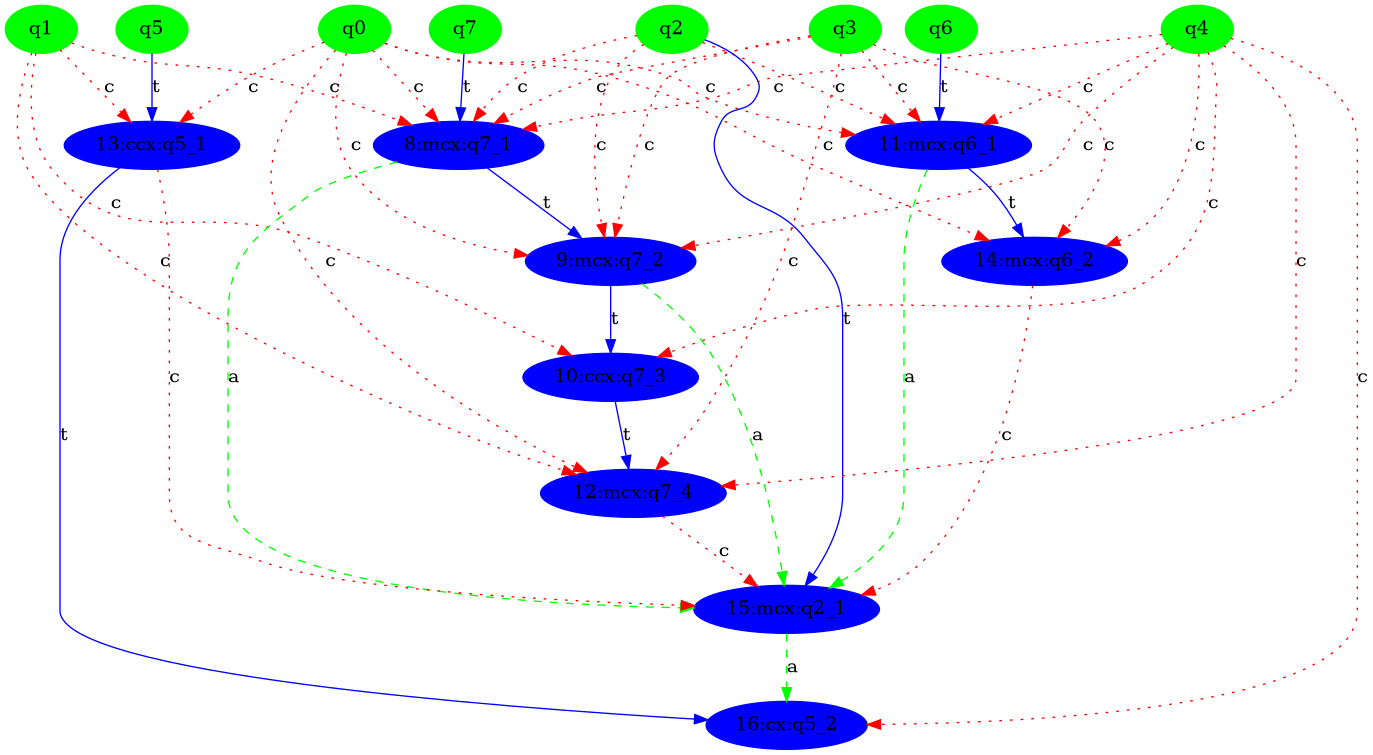 q1 q5 q0 q7 q2 q3 q6 q4
c t c c t c c c c t c
13:ccx:q5_1 8:mcx:q7_1 11:mcx:q6_1
c c c c c c c c c
c t t c
9:mcx:q7_2 14:mcx:q6_2
c c c c
t t
10:ccx:q7_3
c a a c
t t a c
12:mcx:q7_4
c
15:mcx:q2_1
a
16:cx:q5_2